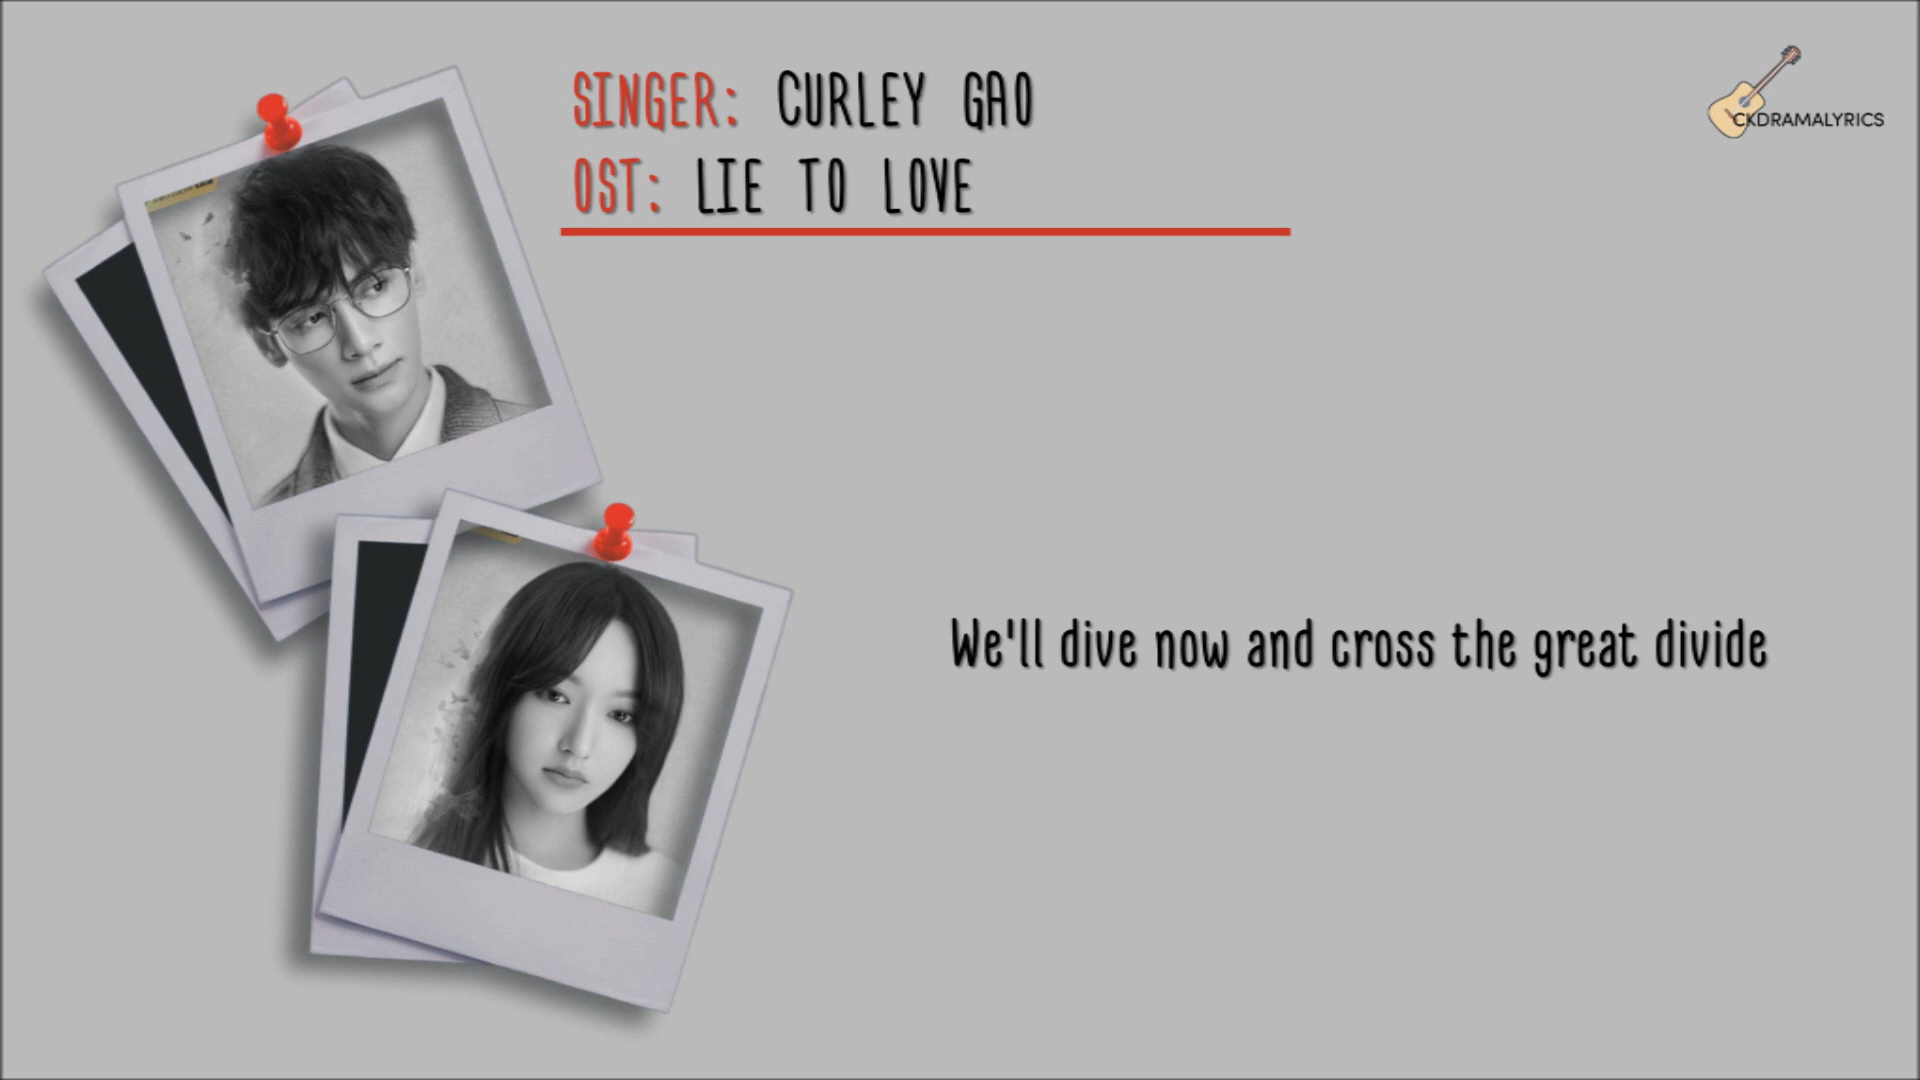 SINGER: CURLEY GAO
OST: LIE TO LOVE
CKDRAMALYRICS
We'll dive now and cross the great divide